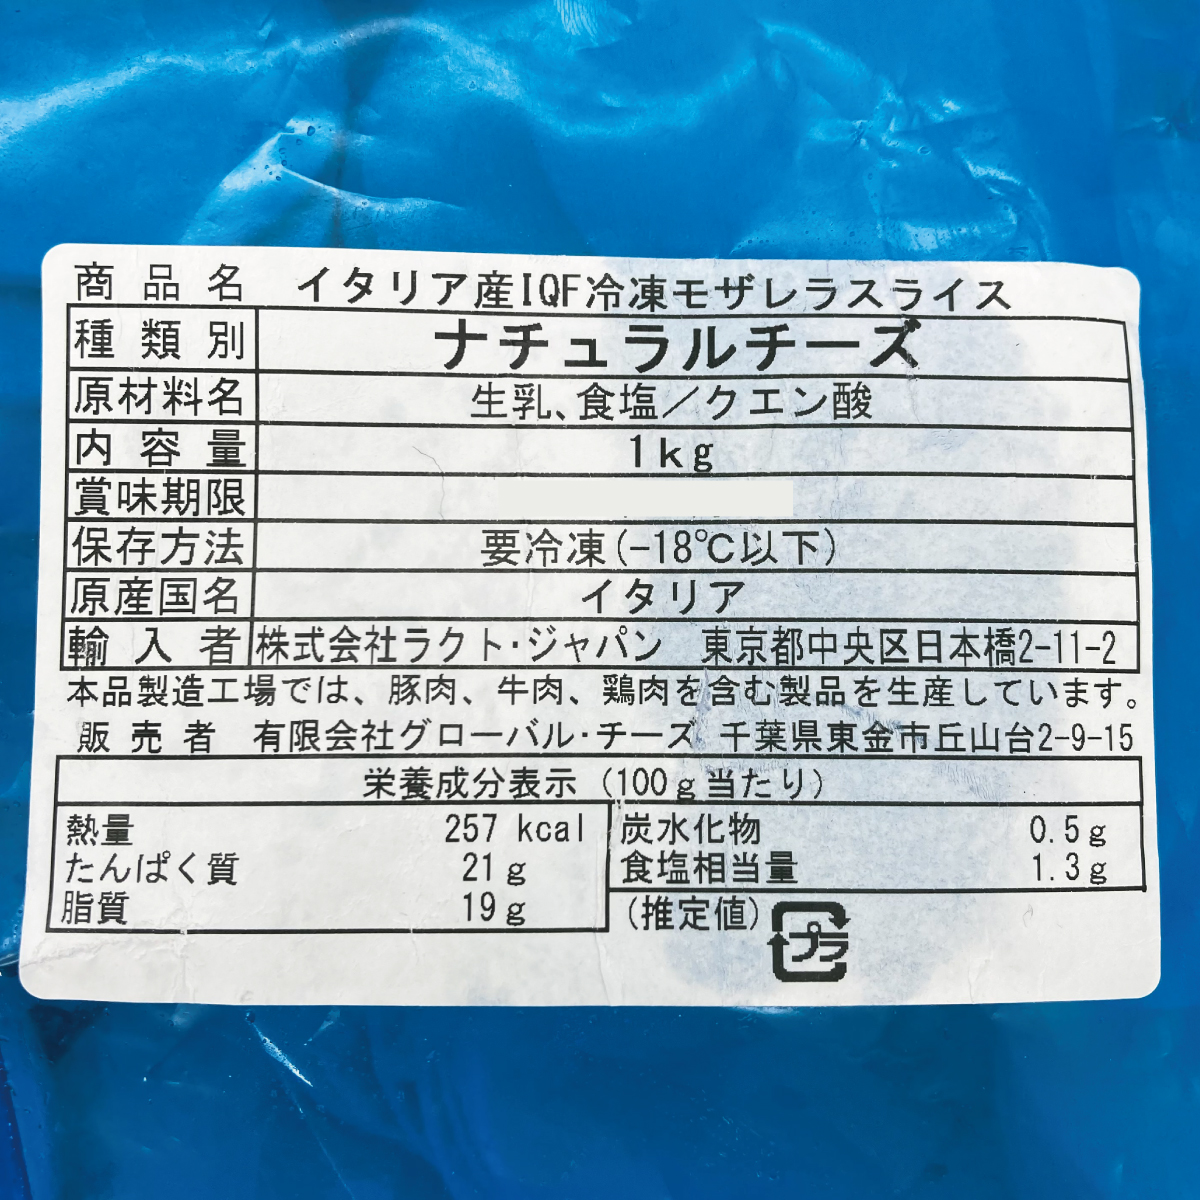 商品名 イタリア産IQF冷凍モザレラスライス
種類別 ナチュラルチーズ
原材料名 生乳、食塩／クエン酸
内容量 1kg
賞味期限
保存方法 要冷凍(-18℃以下)
原産国名 イタリア
輸入者 株式会社ラクト・ジャパン 東京都中央区日本橋2-11-2
本品製造工場では、豚肉、牛肉、鶏肉を含む製品を生産しています。
販売者 有限会社グローバル・チーズ 千葉県東金市丘山台2-9-15
栄養成分表示（100g当たり）
熱量 257 kcal 炭水化物 0.5g
たんぱく質 21g 食塩相当量 1.3g
脂質 19g (推定値)
プラ